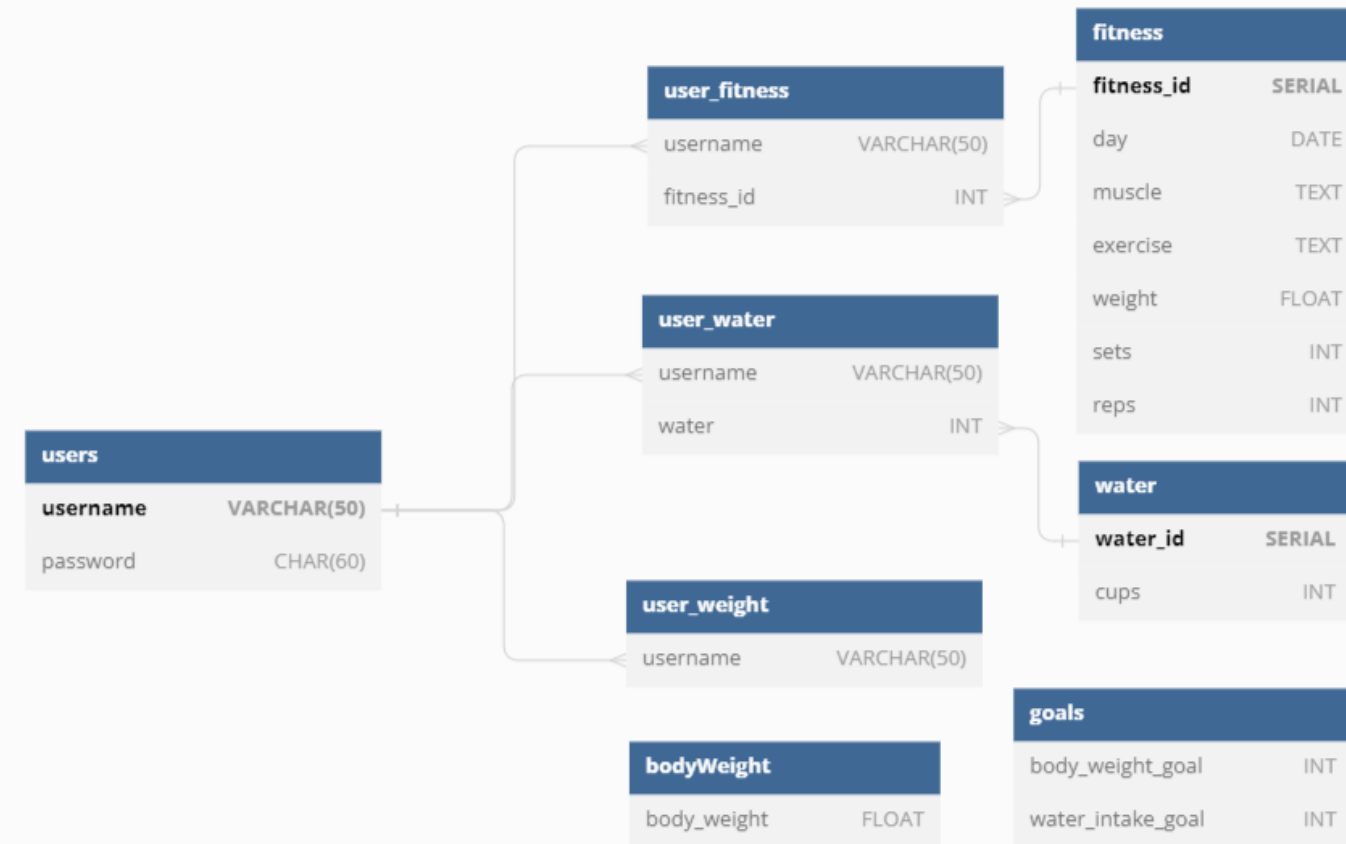 users
username VARCHAR(50)
password CHAR(60)
user_fitness
username VARCHAR(50)
fitness_id INT
user_water
username VARCHAR(50)
water INT
user_weight
username VARCHAR(50)
bodyWeight
body_weight FLOAT
fitness
fitness_id SERIAL
day DATE
muscle TEXT
exercise TEXT
weight FLOAT
sets INT
reps INT
water
water_id SERIAL
cups INT
goals
body_weight_goal INT
water_intake_goal INT